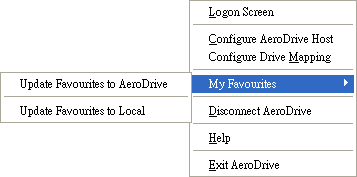 Logon Screen
Configure AeroDrive Host
Configure Drive Mapping
My Favourites
Update Favourites to AeroDrive
Update Favourites to Local
Disconnect AeroDrive
Help
Exit AeroDrive